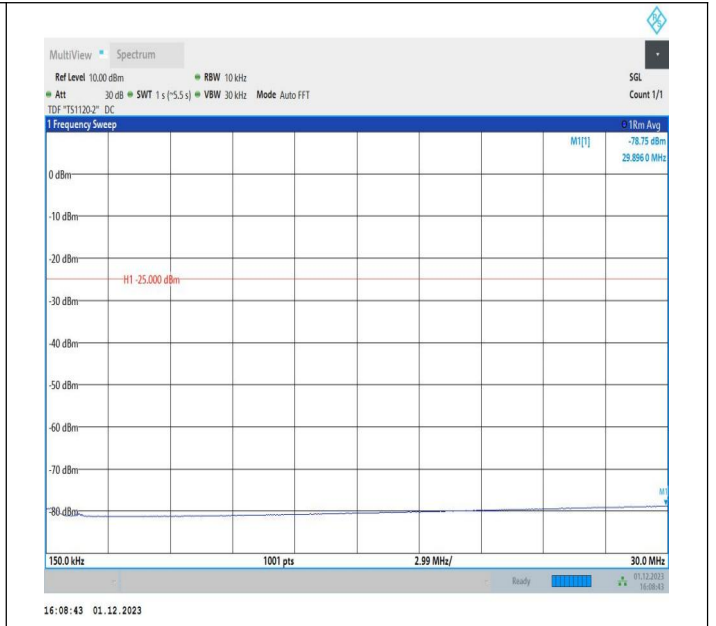 MultiView Spectrum
Ref Level 10.00 dBm RBW 10 kHz SGL
Att 30 dB SWT 1 s (~5.5 s) VBW 30 kHz Mode Auto FFT Count 1/1
TDF "TS1120-2" DC
1 Frequency Sweep 1Rm Avg
M1[1] -78.75 dBm
29.896 0 MHz
0 dBm
-10 dBm
-20 dBm
H1 -25.000 dBm
-30 dBm
-40 dBm
-50 dBm
-60 dBm
-70 dBm
M1
-80 dBm
150.0 kHz 1001 pts 2.99 MHz/ 30.0 MHz
Ready 01.12.2023
16:08:43
16:08:43 01.12.2023